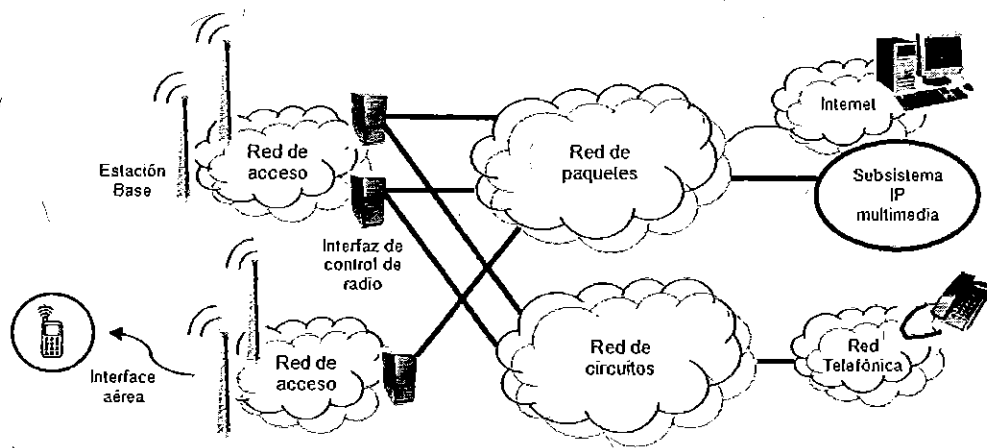 Internet
Red de
acceso
Red de
paquetes
Estación
Base
Subsistema
IP
multimedia
Interfaz de
control de
radio
Red de
acceso
Red de
circuitos
Red
Telefónica
Interface
aérea